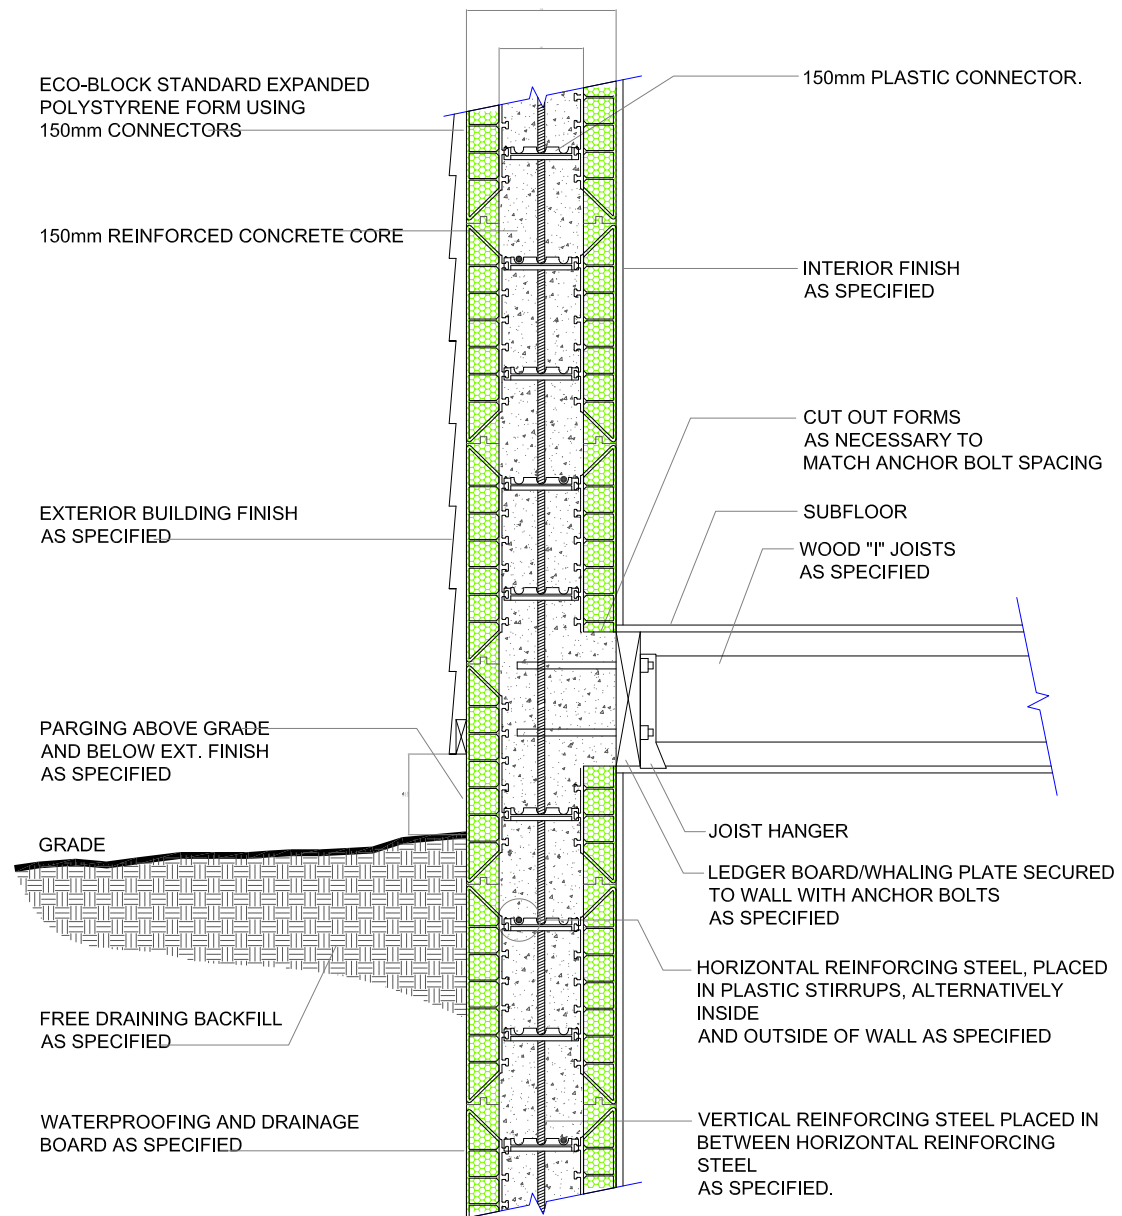 ECO-BLOCK STANDARD EXPANDED
POLYSTYRENE FORM USING
150mm CONNECTORS
150mm REINFORCED CONCRETE CORE
EXTERIOR BUILDING FINISH
AS SPECIFIED
PARGING ABOVE GRADE
AND BELOW EXT. FINISH
AS SPECIFIED
GRADE
FREE DRAINING BACKFILL
AS SPECIFIED
WATERPROOFING AND DRAINAGE
BOARD AS SPECIFIED
150mm PLASTIC CONNECTOR.
INTERIOR FINISH
AS SPECIFIED
CUT OUT FORMS
AS NECESSARY TO
MATCH ANCHOR BOLT SPACING
SUBFLOOR
WOOD "I" JOISTS
AS SPECIFIED
JOIST HANGER
LEDGER BOARD/WHALING PLATE SECURED
TO WALL WITH ANCHOR BOLTS
AS SPECIFIED
HORIZONTAL REINFORCING STEEL, PLACED
IN PLASTIC STIRRUPS, ALTERNATIVELY
INSIDE
AND OUTSIDE OF WALL AS SPECIFIED
VERTICAL REINFORCING STEEL PLACED IN
BETWEEN HORIZONTAL REINFORCING
STEEL
AS SPECIFIED.